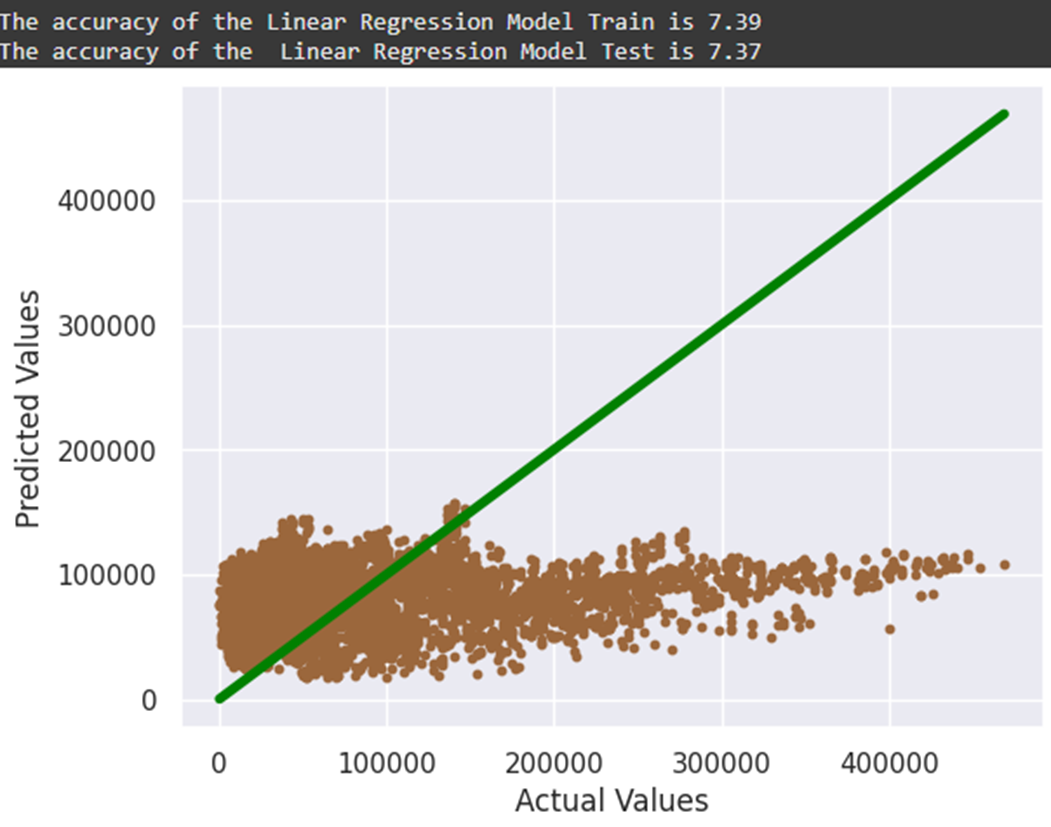 The accuracy of the Linear Regression Model Train is 7.39
The accuracy of the  Linear Regression Model Test is 7.37
400000
300000
200000
100000
0
Predicted Values
0 100000 200000 300000 400000
Actual Values